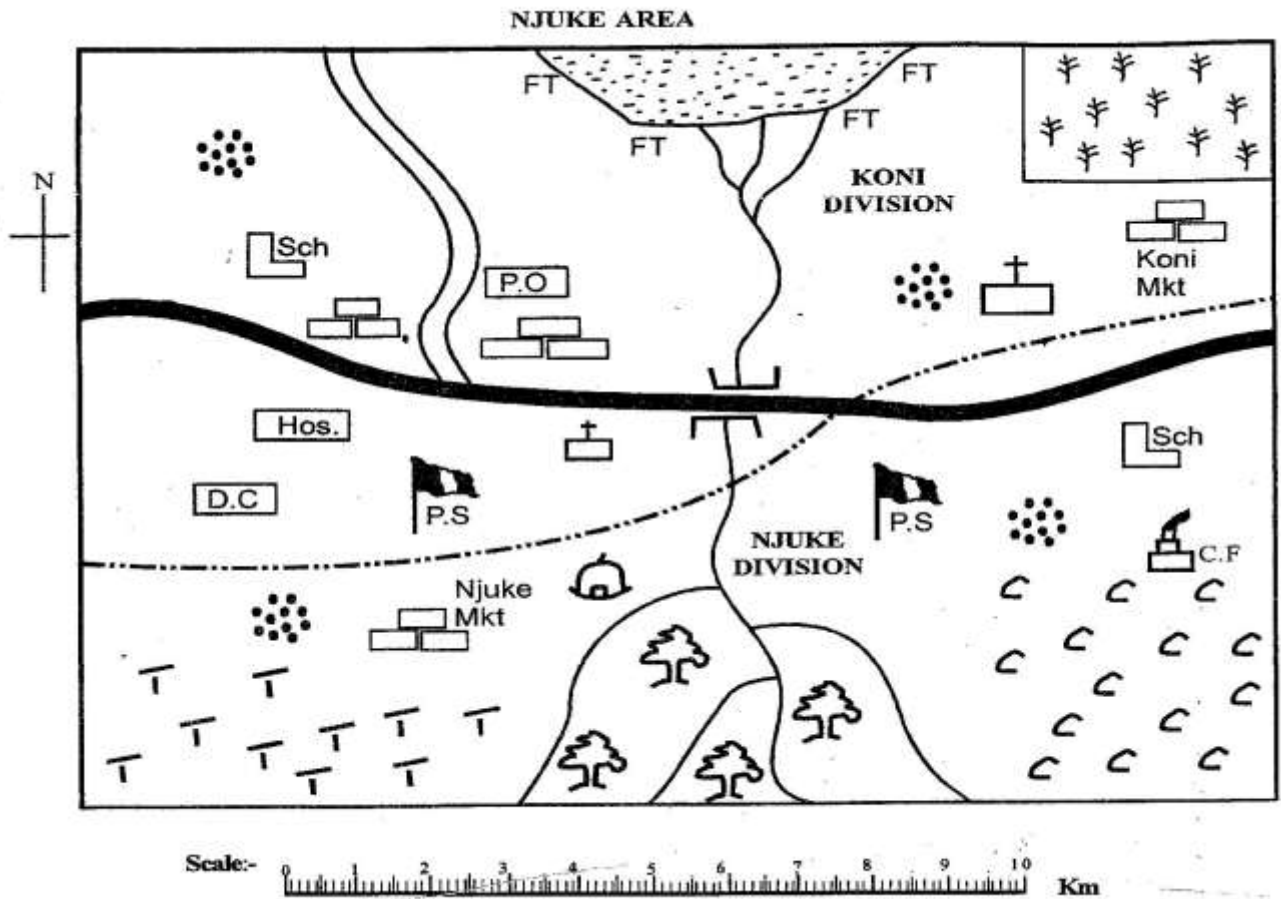 NJUKE AREA
FT
FT
FT
FT
KONI
DIVISION
N
Sch
P.O
Koni
Mkt
Hos.
Sch
D.C
P.S
P.S
NJUKE
DIVISION
C.F
Njuke
Mkt
T T T T T T T T T T
C C C C C C C C C C C C C C
Scale:-
0 1 2 3 4 5 6 7 8 9 10
Km